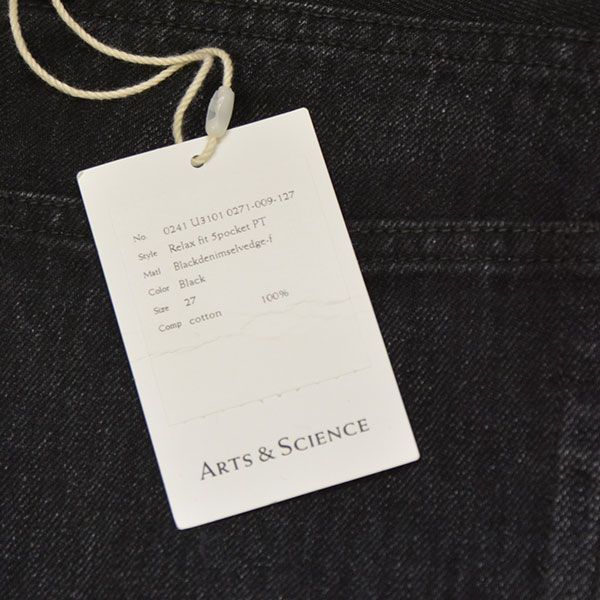 No. 0241 U3101 0271-009-127
Style Relax fit 5pocket PT
Matl Blackdenimselvedge-f
Color Black
Size 27
Comp cotton 100%
ARTS & SCIENCE